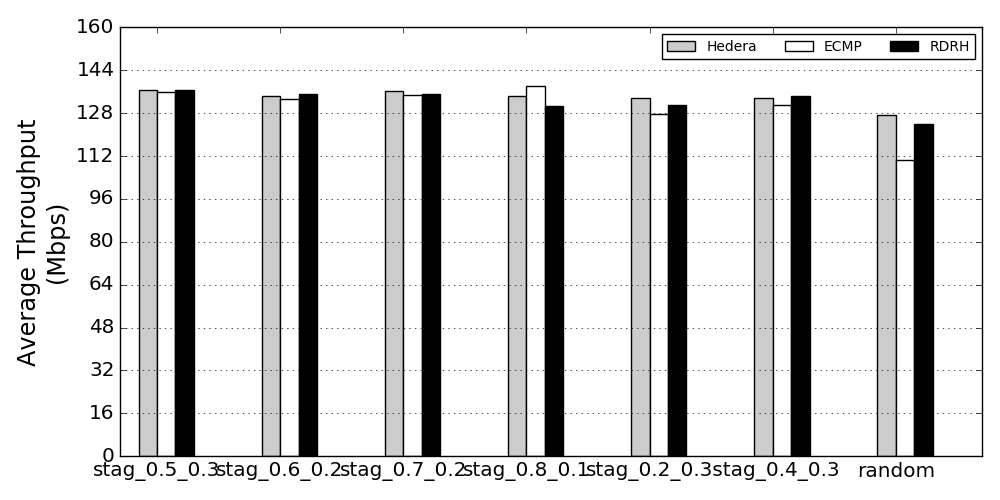 160
144
128
112
96
80
64
48
32
16
0
Average Throughput
(Mbps)
Hedera ECMP RDRH
stag_0.5_0.3 stag_0.6_0.2 stag_0.7_0.2 stag_0.8_0.1 stag_0.2_0.3 stag_0.4_0.3 random